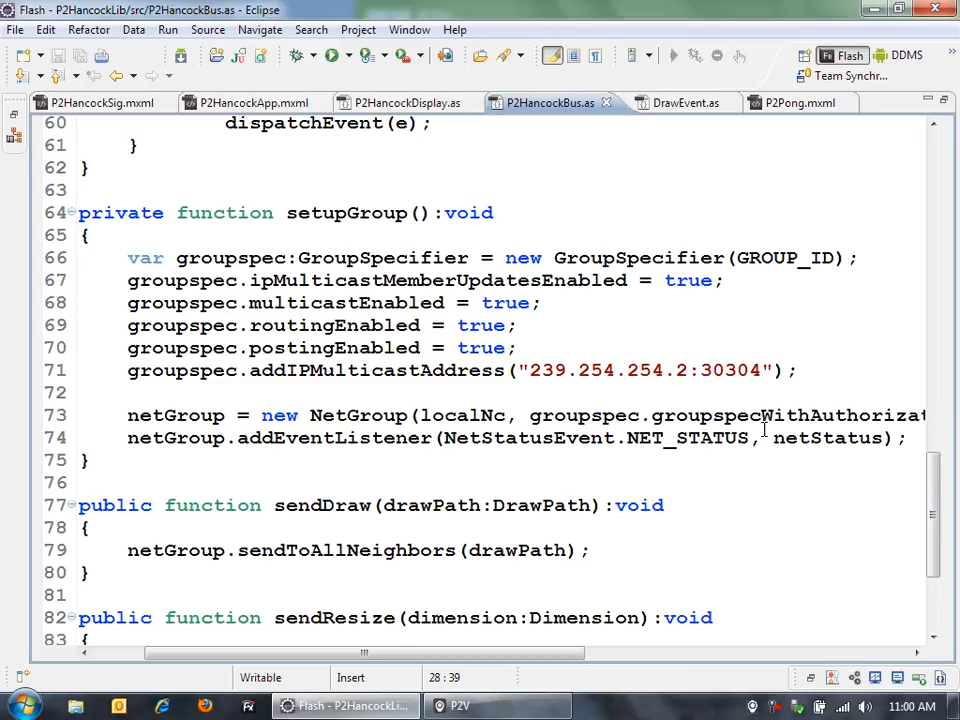 Flash - P2HancockLib/src/P2HancockBus.as - Eclipse
File Edit Refactor Data Run Source Navigate Search Project Window Help
Flash DDMS »
Team Synchr...
P2HancockSig.mxml P2HancockApp.mxml P2HancockDisplay.as P2HancockBus.as DrawEvent.as P2Pong.mxml
60 dispatchEvent(e);
61 }
62 }
63
64 private function setupGroup():void
65 {
66 var groupspec:GroupSpecifier = new GroupSpecifier(GROUP_ID);
67 groupspec.ipMulticastMemberUpdatesEnabled = true;
68 groupspec.multicastEnabled = true;
69 groupspec.routingEnabled = true;
70 groupspec.postingEnabled = true;
71 groupspec.addIPMulticastAddress("239.254.254.2:30304");
72
73 netGroup = new NetGroup(localNc, groupspec.groupspecWithAuthorizat
74 netGroup.addEventListener(NetStatusEvent.NET_STATUS, netStatus);
75 }
76
77 public function sendDraw(drawPath:DrawPath):void
78 {
79 netGroup.sendToAllNeighbors(drawPath);
80 }
81
82 public function sendResize(dimension:Dimension):void
83 {
Writable Insert 28 : 39
Flash - P2HancockLi... P2V 11:00 AM